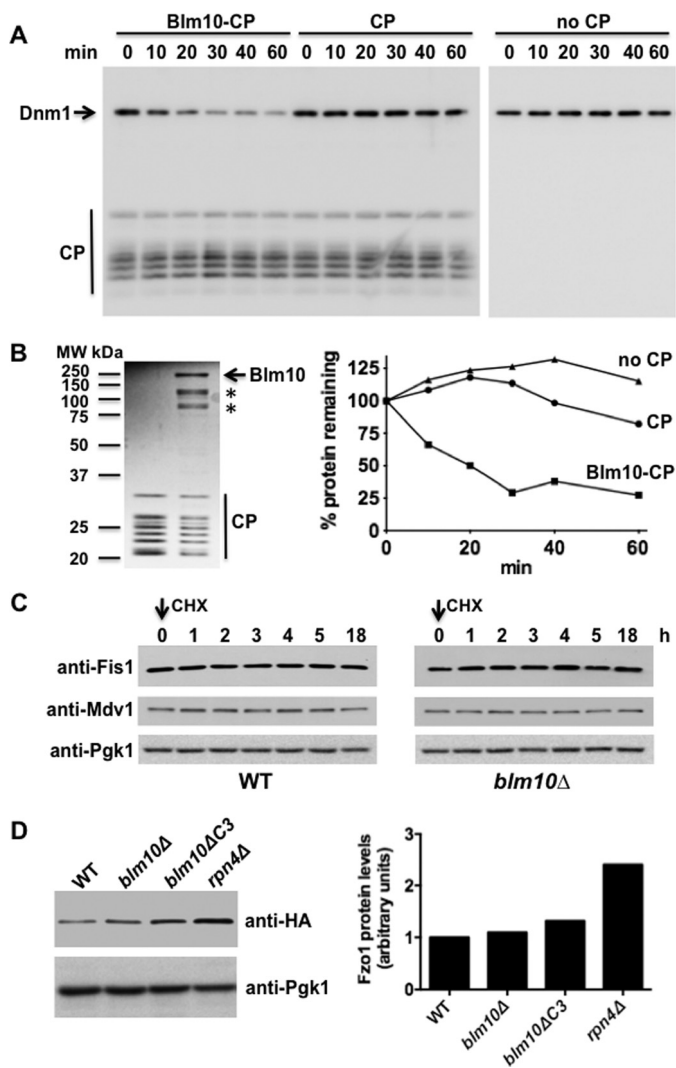 A
Blm10-CP CP no CP
min 0 10 20 30 40 60 0 10 20 30 40 60 0 10 20 30 40 60
Dnm1
CP
B
MW kDa
250
150
100
75
50
37
25
20
Blm10
*
*
CP
% protein remaining
125
100
75
50
25
0
0 20 40 60
min
no CP
CP
Blm10-CP
C
CHX CHX
0 1 2 3 4 5 18 0 1 2 3 4 5 18 h
anti-Fis1
anti-Mdv1
anti-Pgk1
WT blm10Δ
D
WT blm10Δ blm10ΔC3 rpn4Δ
anti-HA
anti-Pgk1
Fzo1 protein levels
(arbitrary units)
3
2
1
0
WT blm10Δ blm10ΔC3 rpn4Δ